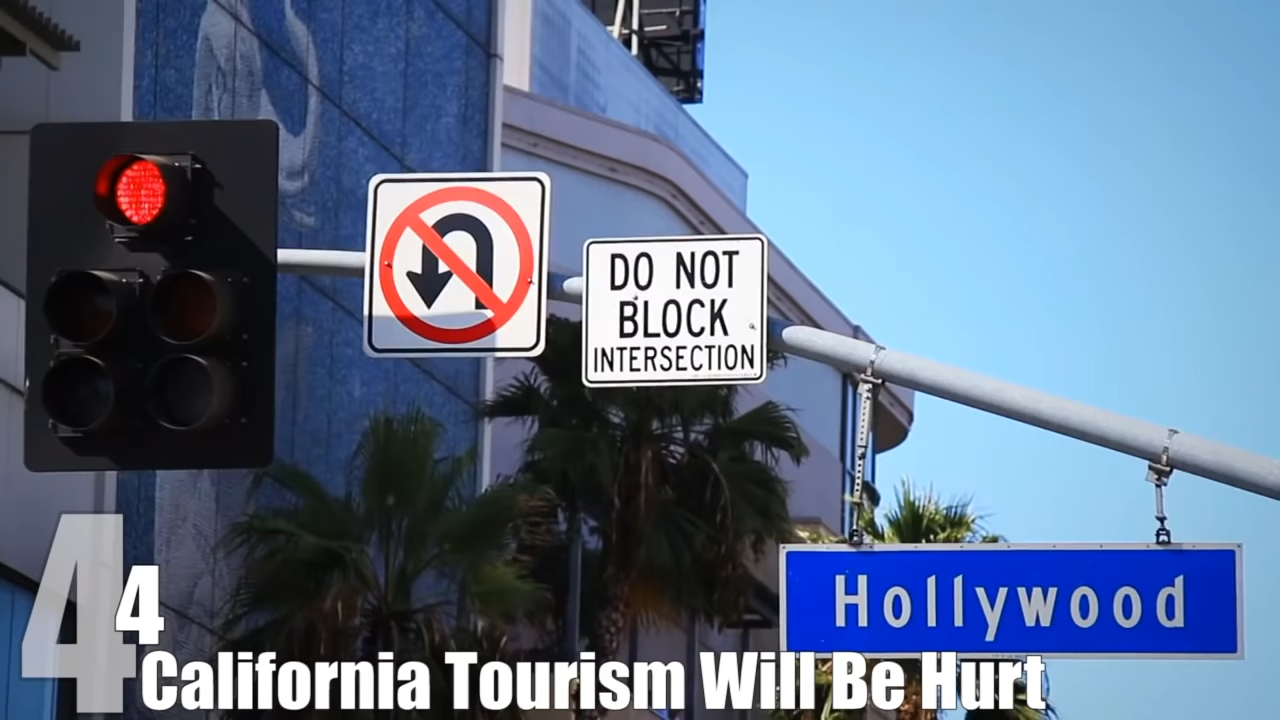 DO NOT
BLOCK
INTERSECTION
Hollywood
4
4
California Tourism Will Be Hurt